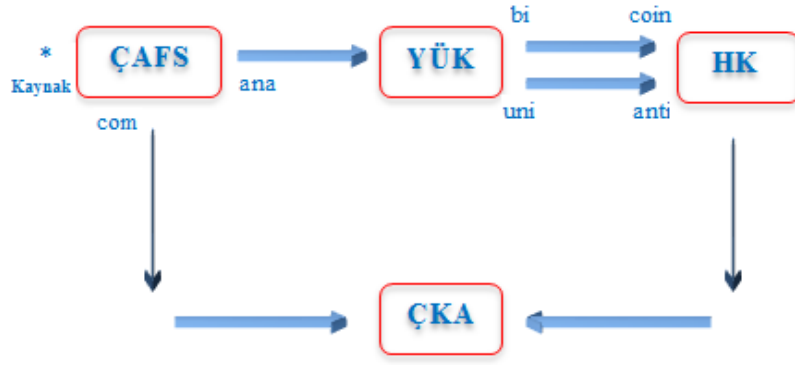 *
Kaynak
ÇAFS
com
ana
YÜK
bi
uni
coin
anti
HK
ÇKA